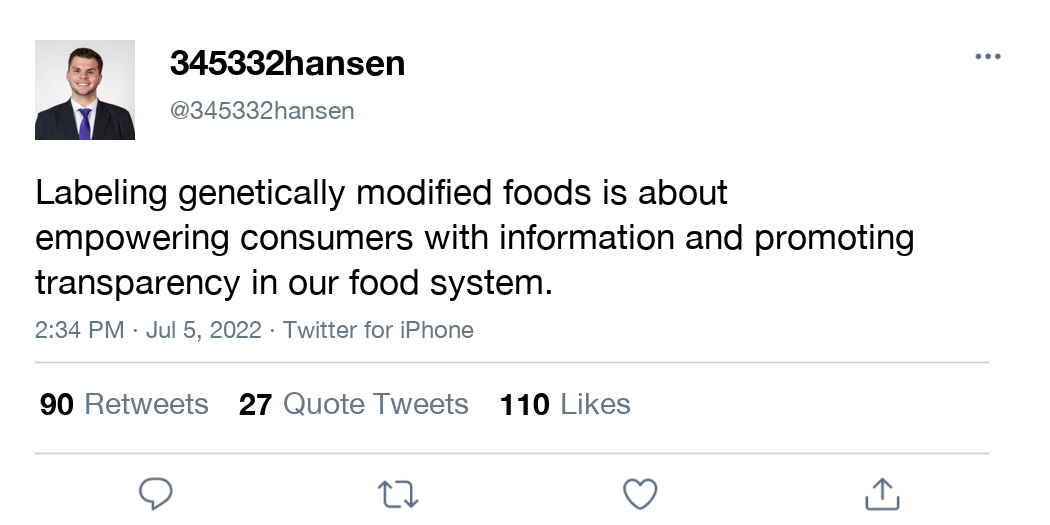 345332hansen
@345332hansen
Labeling genetically modified foods is about
empowering consumers with information and promoting
transparency in our food system.
2:34 PM · Jul 5, 2022 · Twitter for iPhone
90 Retweets 27 Quote Tweets 110 Likes